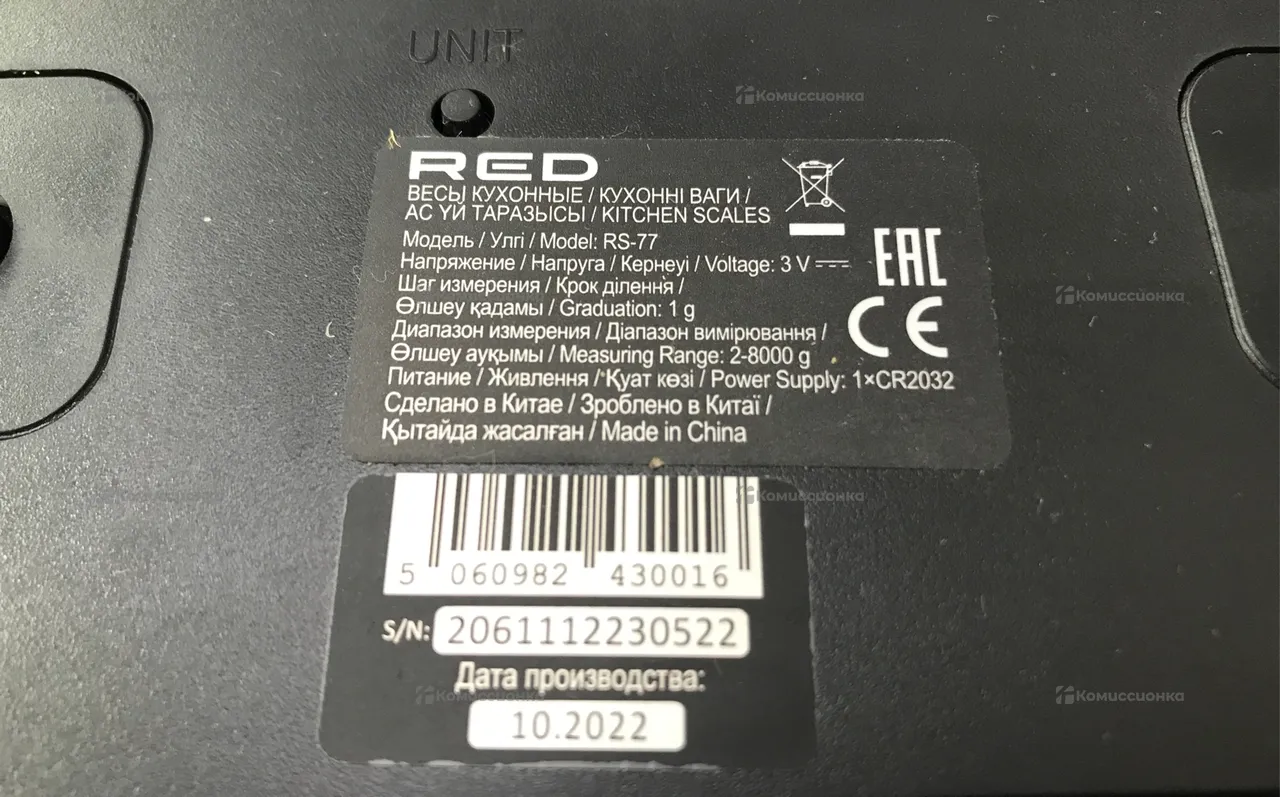 UNIT
RED
ВЕСЫ КУХОННЫЕ / КУХОННІ ВАГИ /
АС ҮЙ ТАРАЗЫСЫ / KITCHEN SCALES
Модель / Улгі / Model: RS-77
Напряжение / Напруга / Кернеуі / Voltage: 3 V
Шаг измерения / Крок ділення /
Өлшеу қадамы / Graduation: 1 g
Диапазон измерения / Діапазон вимірювання /
Өлшеу ауқымы / Measuring Range: 2-8000 g
Питание / Живлення / Қуат көзі / Power Supply: 1×CR2032
Сделано в Китае / Зроблено в Китаї /
Қытайда жасалған / Made in China
EAC
CE
5 060982 430016
S/N: 2061112230522
Дата производства:
10.2022
Комиссионка
Комиссионка
Комиссионка
Комиссионка
Комиссионка